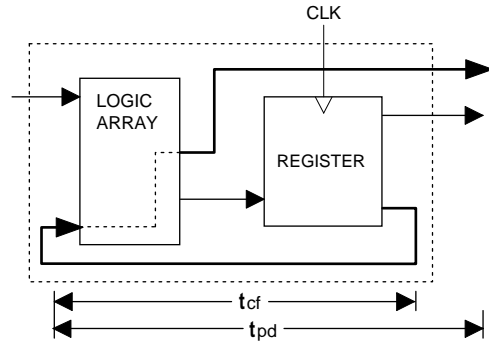 CLK
LOGIC
ARRAY
REGISTER
tcf
tpd